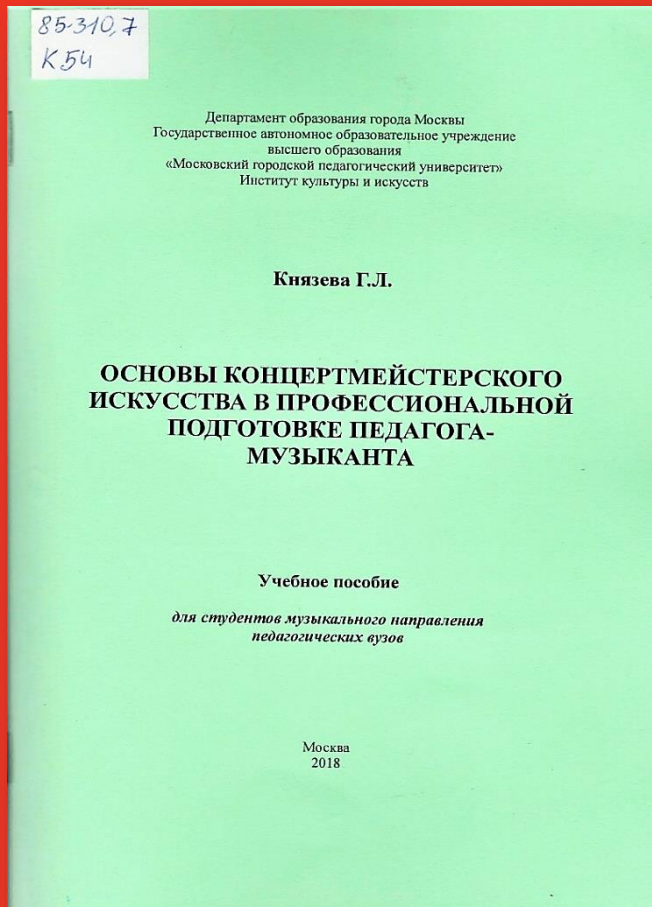 85-310,7
К 54
Департамент образования города Москвы
Государственное автономное образовательное учреждение
высшего образования
«Московский городской педагогический университет»
Институт культуры и искусств
Князева Г.Л.
ОСНОВЫ КОНЦЕРТМЕЙСТЕРСКОГО
ИСКУССТВА В ПРОФЕССИОНАЛЬНОЙ
ПОДГОТОВКЕ ПЕДАГОГА-
МУЗЫКАНТА
Учебное пособие
для студентов музыкального направления
педагогических вузов
Москва
2018